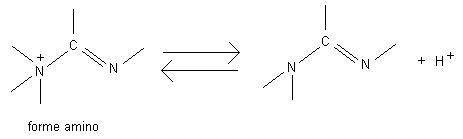 +
C C
N N N N + H+
forme amino